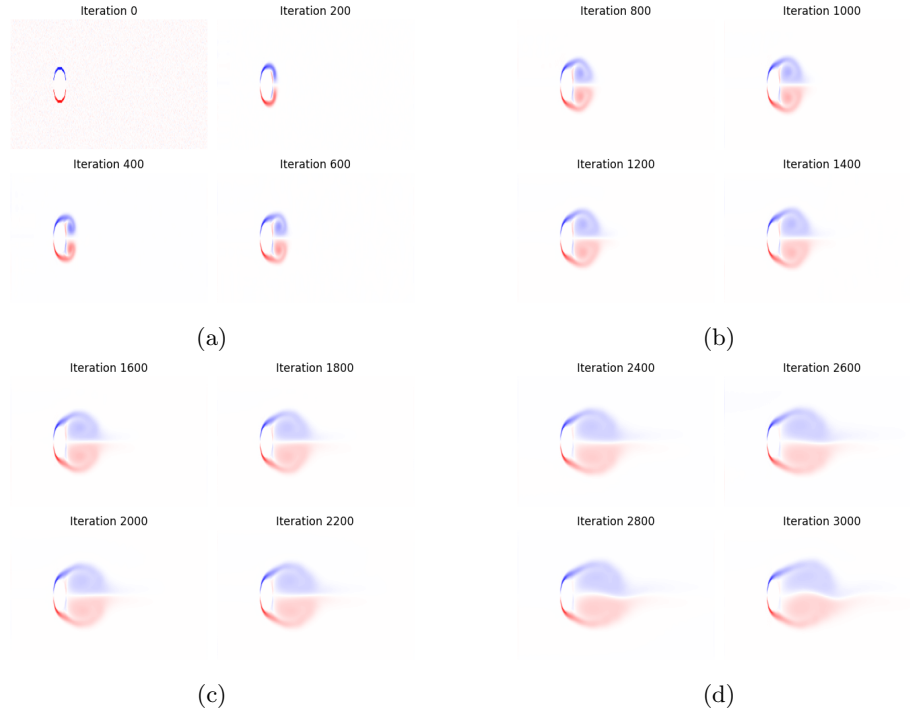 Iteration 0
Iteration 200
Iteration 400
Iteration 600
(a)
Iteration 800
Iteration 1000
Iteration 1200
Iteration 1400
(b)
Iteration 1600
Iteration 1800
Iteration 2000
Iteration 2200
(c)
Iteration 2400
Iteration 2600
Iteration 2800
Iteration 3000
(d)